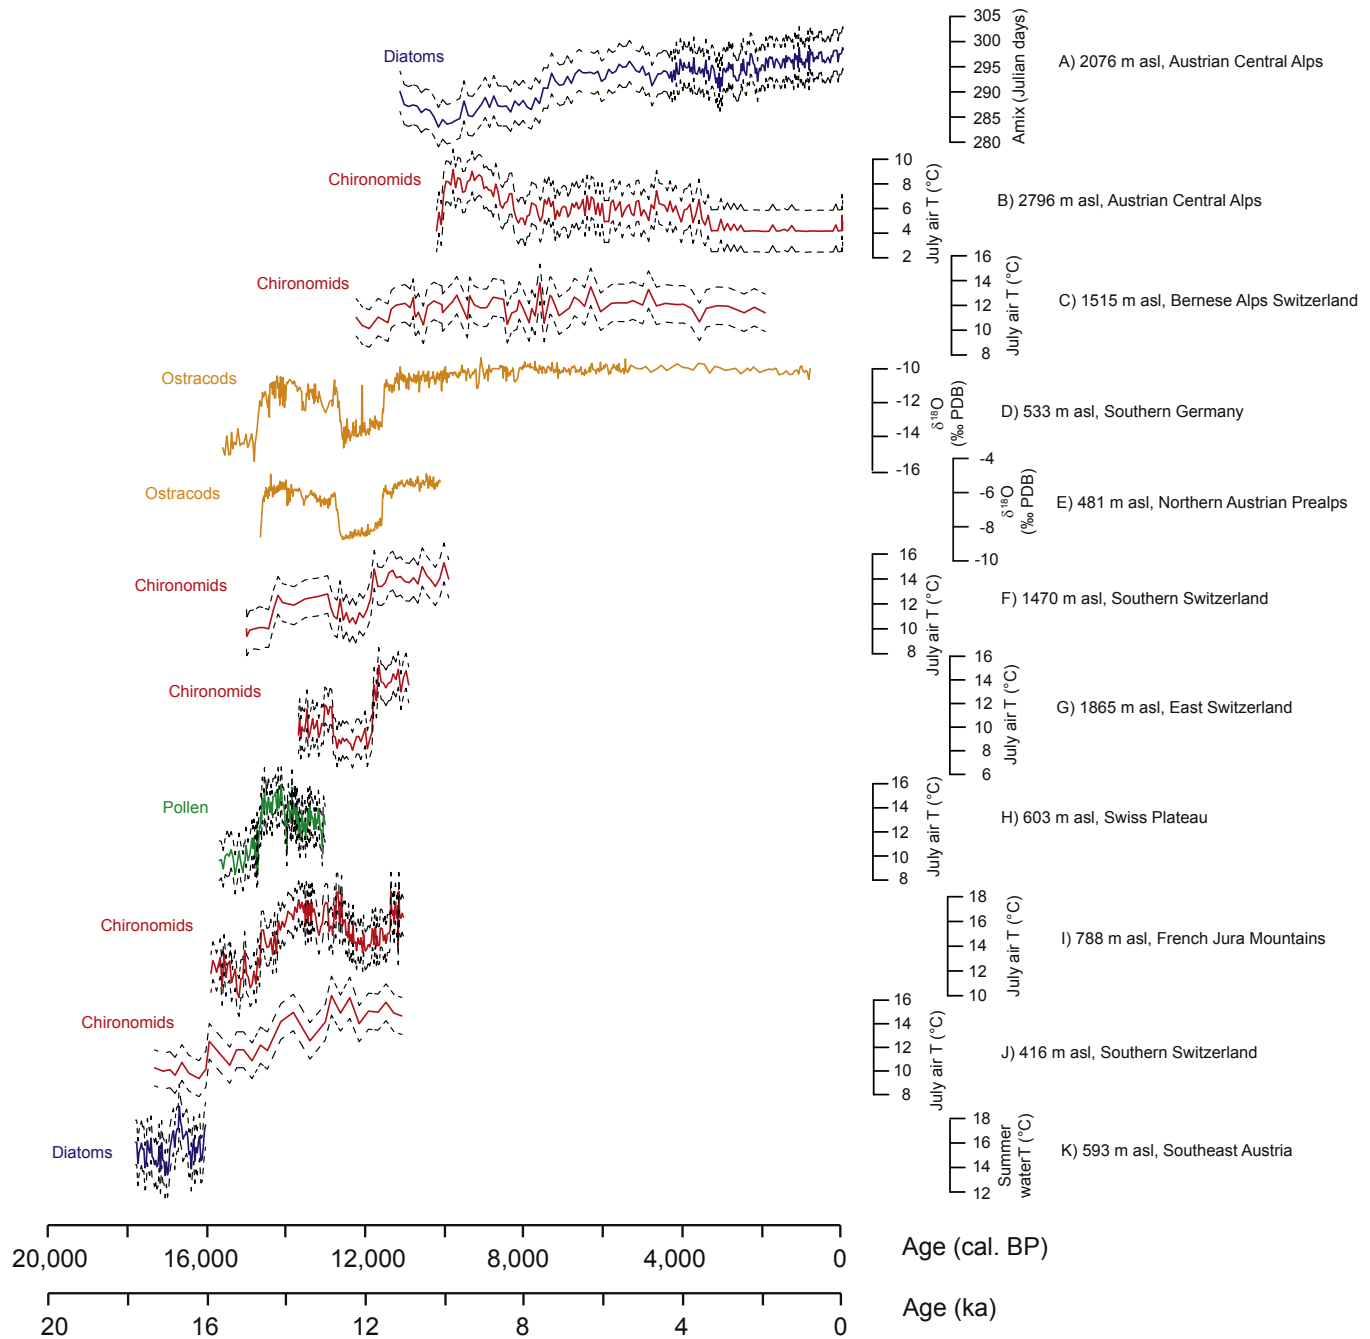 Diatoms
305
300
295
290
285
280
Amix (Julian days)
A) 2076 m asl, Austrian Central Alps
Chironomids
10
8
6
4
2
July air T (°C)
B) 2796 m asl, Austrian Central Alps
Chironomids
16
14
12
10
8
July air T (°C)
C) 1515 m asl, Bernese Alps Switzerland
Ostracods
-10
-12
-14
-16
δ18O
(‰ PDB)
D) 533 m asl, Southern Germany
Ostracods
-4
-6
-8
-10
δ18O
(‰ PDB)
E) 481 m asl, Northern Austrian Prealps
Chironomids
16
14
12
10
8
July air T (°C)
F) 1470 m asl, Southern Switzerland
Chironomids
16
14
12
10
8
6
July air T (°C)
G) 1865 m asl, East Switzerland
Pollen
16
14
12
10
8
July air T (°C)
H) 603 m asl, Swiss Plateau
Chironomids
18
16
14
12
10
July air T (°C)
I) 788 m asl, French Jura Mountains
Chironomids
16
14
12
10
8
July air T (°C)
J) 416 m asl, Southern Switzerland
Diatoms
18
16
14
12
Summer
waterT (°C)
K) 593 m asl, Southeast Austria
20,000 16,000 12,000 8,000 4,000 0
Age (cal. BP)
20 16 12 8 4 0
Age (ka)